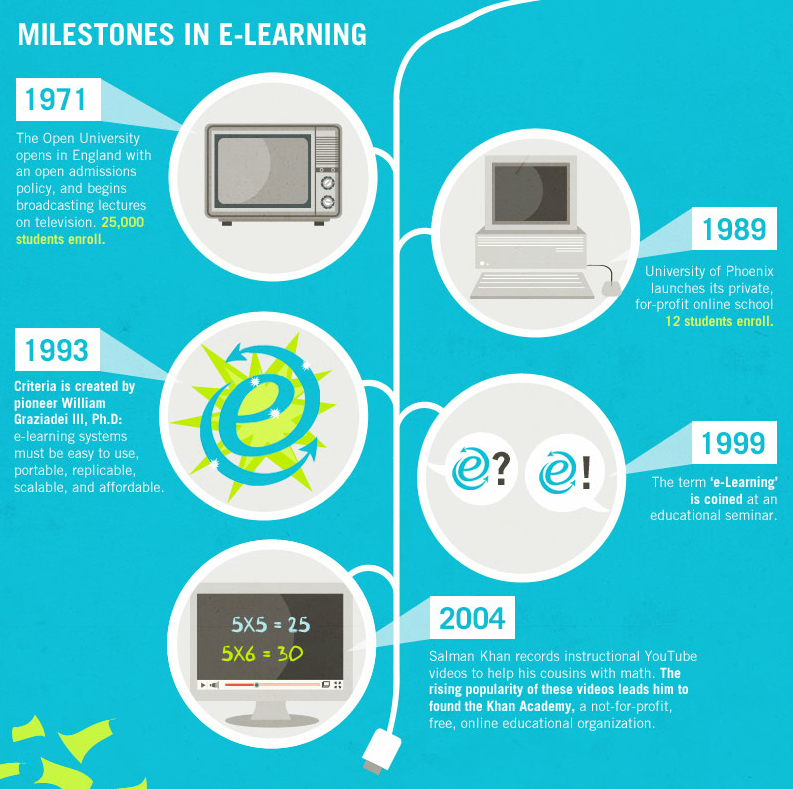 MILESTONES IN E-LEARNING
1971
The Open University
opens in England with
an open admissions
policy, and begins
broadcasting lectures
on television. 25,000
students enroll.
1989
University of Phoenix
launches its private,
for-profit online school
12 students enroll.
1993
Criteria is created by
pioneer William
Graziadei III, Ph.D:
e-learning systems
must be easy to use,
portable, replicable,
scalable, and affordable.
e
e?
e!
1999
The term ‘e-Learning’
is coined at an
educational seminar.
5X5 = 25
5X6 = 30
2004
Salman Khan records instructional YouTube
videos to help his cousins with math. The
rising popularity of these videos leads him to
found the Khan Academy, a not-for-profit,
free, online educational organization.